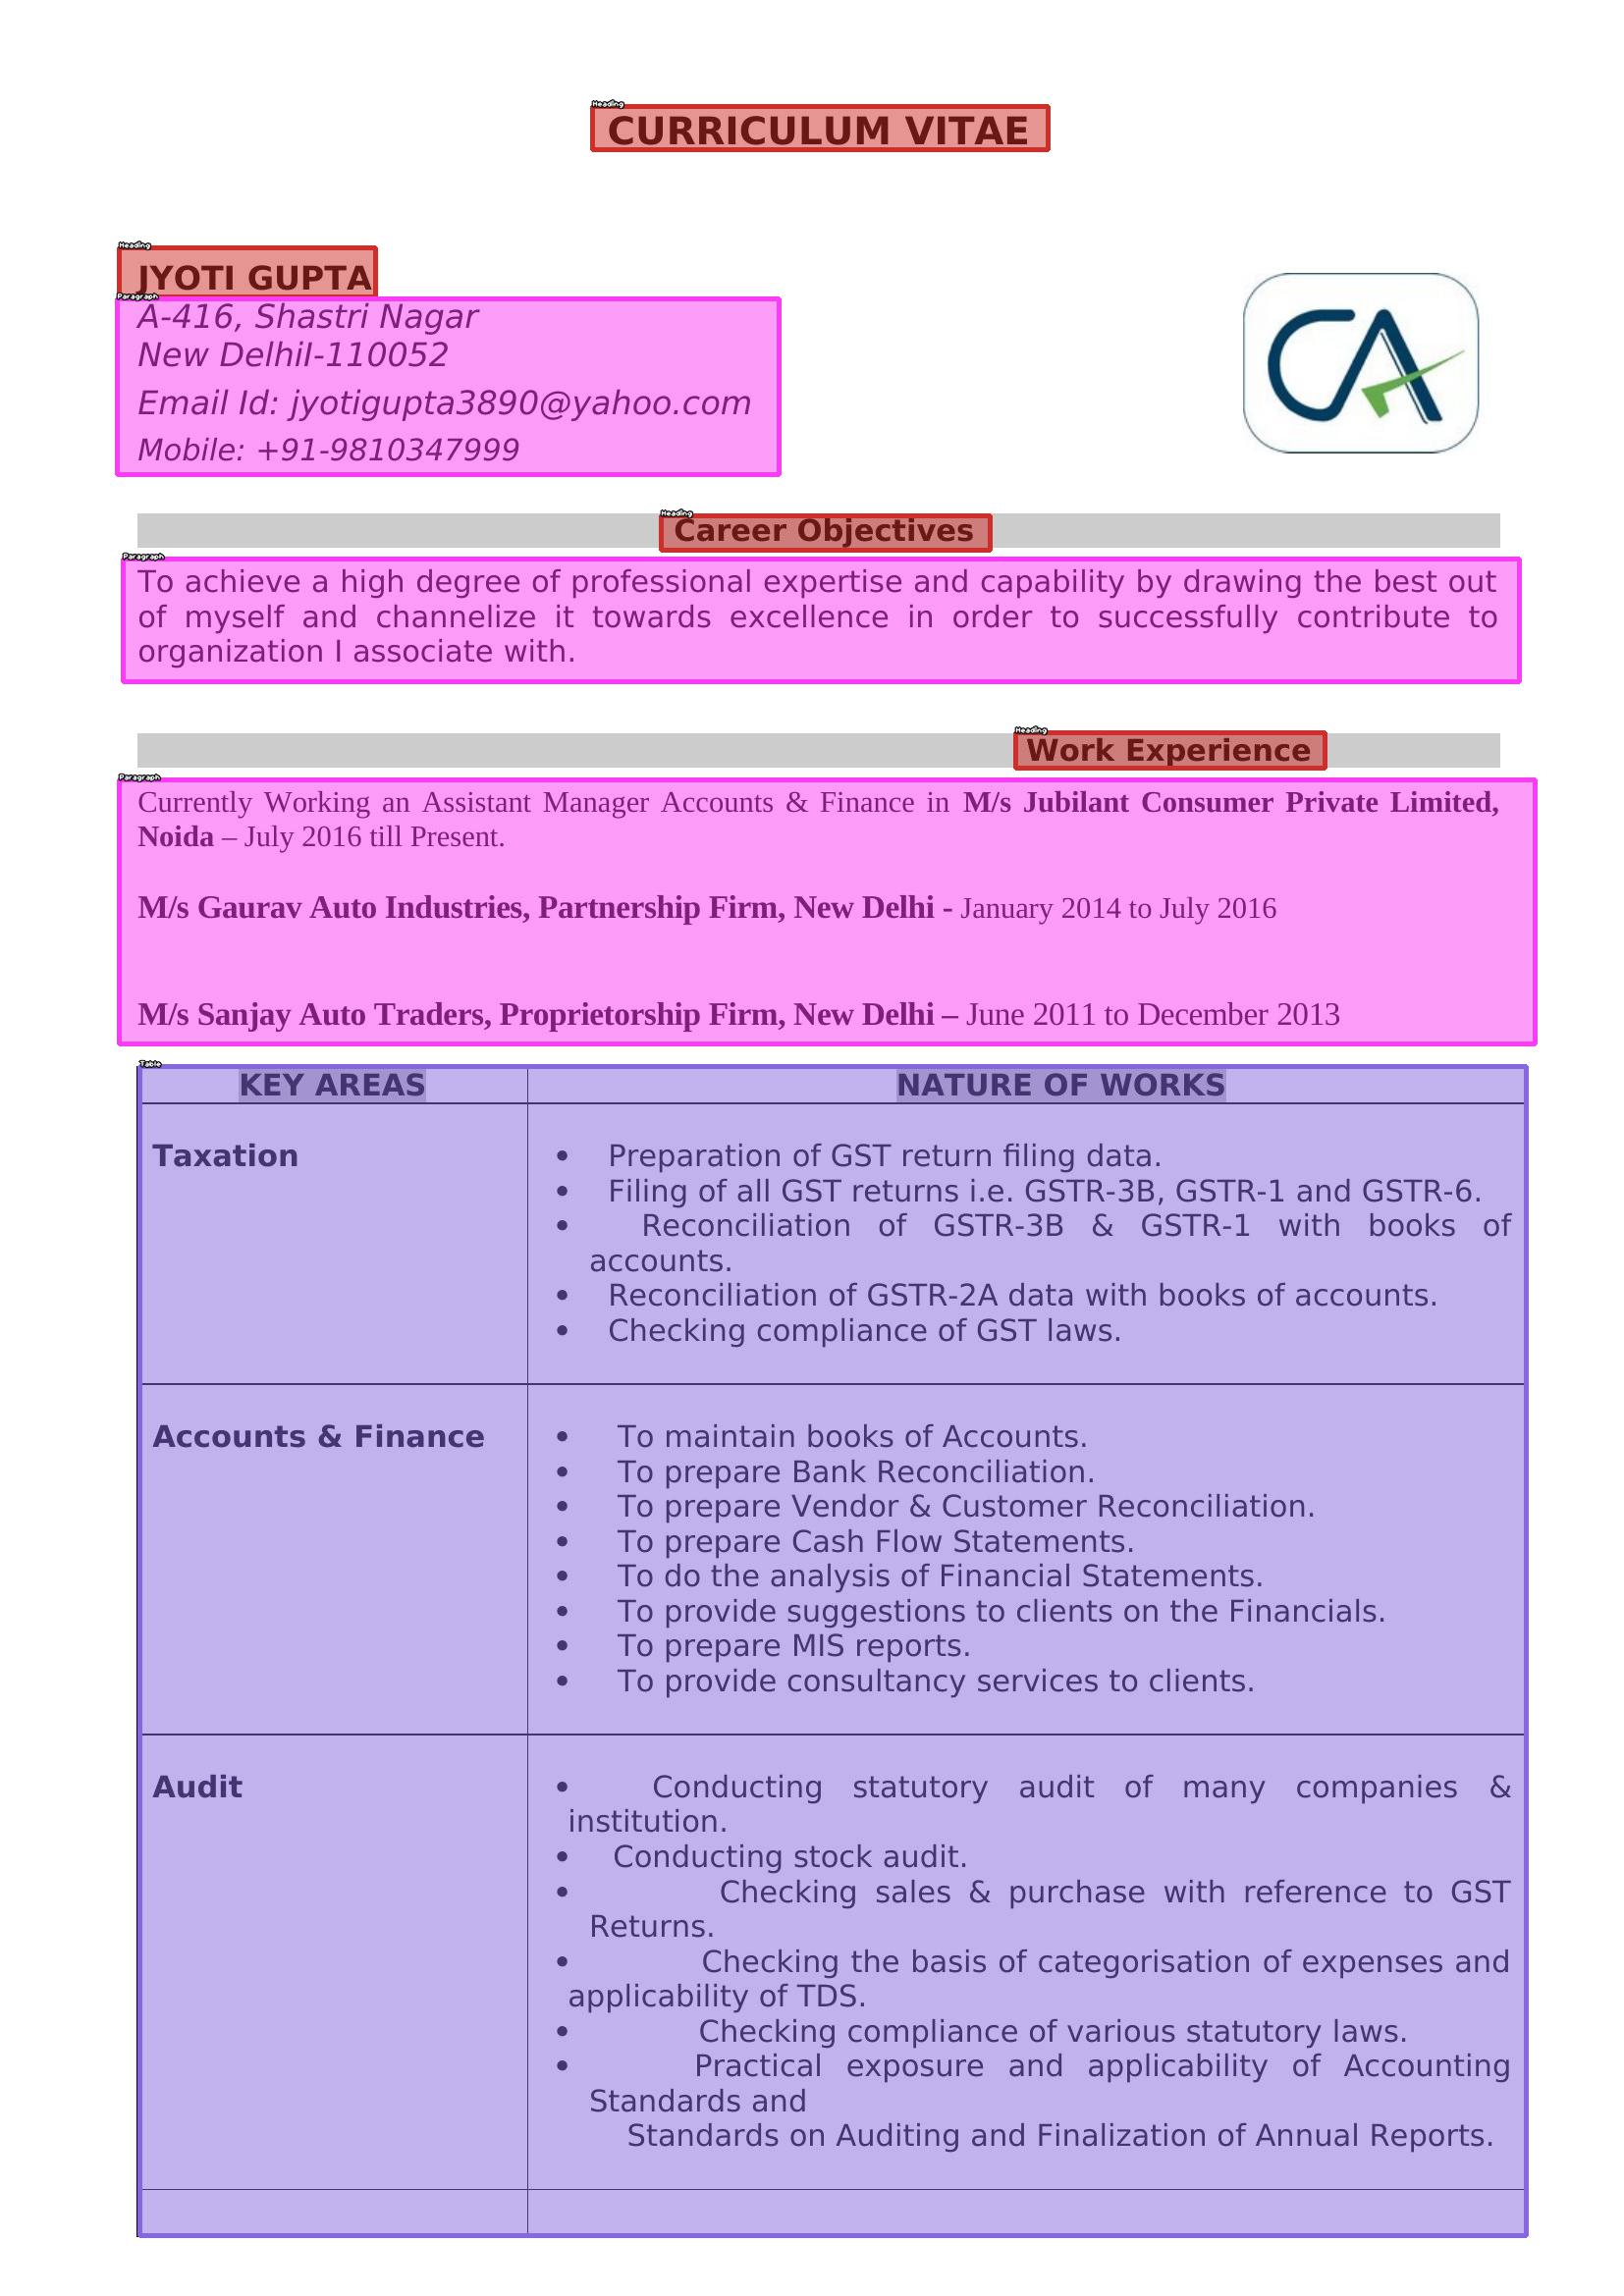 CURRICULUM VITAE
JYOTI GUPTA
A-416, Shastri Nagar
New DelhiI-110052
Email Id: jyotigupta3890@yahoo.com
Mobile: +91-9810347999
CA
Career Objectives
To achieve a high degree of professional expertise and capability by drawing the best out
of myself and channelize it towards excellence in order to successfully contribute to
organization I associate with.
Work Experience
Currently Working an Assistant Manager Accounts & Finance in M/s Jubilant Consumer Private Limited,
Noida – July 2016 till Present.
M/s Gaurav Auto Industries, Partnership Firm, New Delhi - January 2014 to July 2016
M/s Sanjay Auto Traders, Proprietorship Firm, New Delhi – June 2011 to December 2013
KEY AREAS NATURE OF WORKS
Taxation
• Preparation of GST return filing data.
• Filing of all GST returns i.e. GSTR-3B, GSTR-1 and GSTR-6.
• Reconciliation of GSTR-3B & GSTR-1 with books of
accounts.
• Reconciliation of GSTR-2A data with books of accounts.
• Checking compliance of GST laws.
Accounts & Finance
• To maintain books of Accounts.
• To prepare Bank Reconciliation.
• To prepare Vendor & Customer Reconciliation.
• To prepare Cash Flow Statements.
• To do the analysis of Financial Statements.
• To provide suggestions to clients on the Financials.
• To prepare MIS reports.
• To provide consultancy services to clients.
Audit
• Conducting statutory audit of many companies &
institution.
• Conducting stock audit.
• Checking sales & purchase with reference to GST
Returns.
• Checking the basis of categorisation of expenses and
applicability of TDS.
• Checking compliance of various statutory laws.
• Practical exposure and applicability of Accounting
Standards and
Standards on Auditing and Finalization of Annual Reports.
Heading
Heading
Paragraph
Heading
Paragraph
Heading
Paragraph
Table